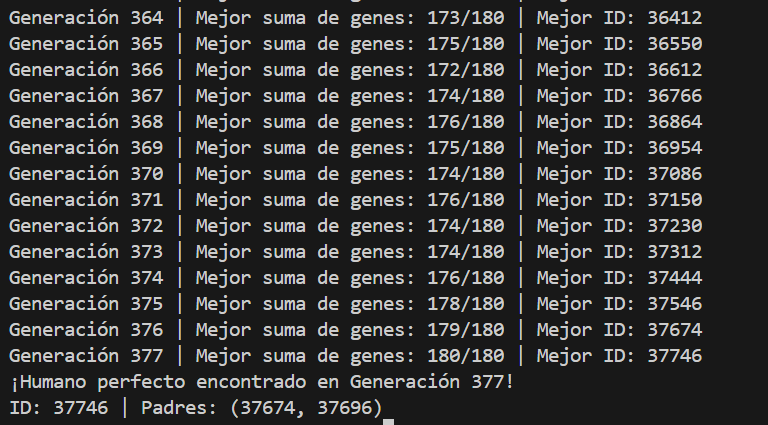 Generación 364 | Mejor suma de genes: 173/180 | Mejor ID: 36412
Generación 365 | Mejor suma de genes: 175/180 | Mejor ID: 36550
Generación 366 | Mejor suma de genes: 172/180 | Mejor ID: 36612
Generación 367 | Mejor suma de genes: 174/180 | Mejor ID: 36766
Generación 368 | Mejor suma de genes: 176/180 | Mejor ID: 36864
Generación 369 | Mejor suma de genes: 175/180 | Mejor ID: 36954
Generación 370 | Mejor suma de genes: 174/180 | Mejor ID: 37086
Generación 371 | Mejor suma de genes: 176/180 | Mejor ID: 37150
Generación 372 | Mejor suma de genes: 174/180 | Mejor ID: 37230
Generación 373 | Mejor suma de genes: 174/180 | Mejor ID: 37312
Generación 374 | Mejor suma de genes: 176/180 | Mejor ID: 37444
Generación 375 | Mejor suma de genes: 178/180 | Mejor ID: 37546
Generación 376 | Mejor suma de genes: 179/180 | Mejor ID: 37674
Generación 377 | Mejor suma de genes: 180/180 | Mejor ID: 37746
¡Humano perfecto encontrado en Generación 377!
ID: 37746 | Padres: (37674, 37696)